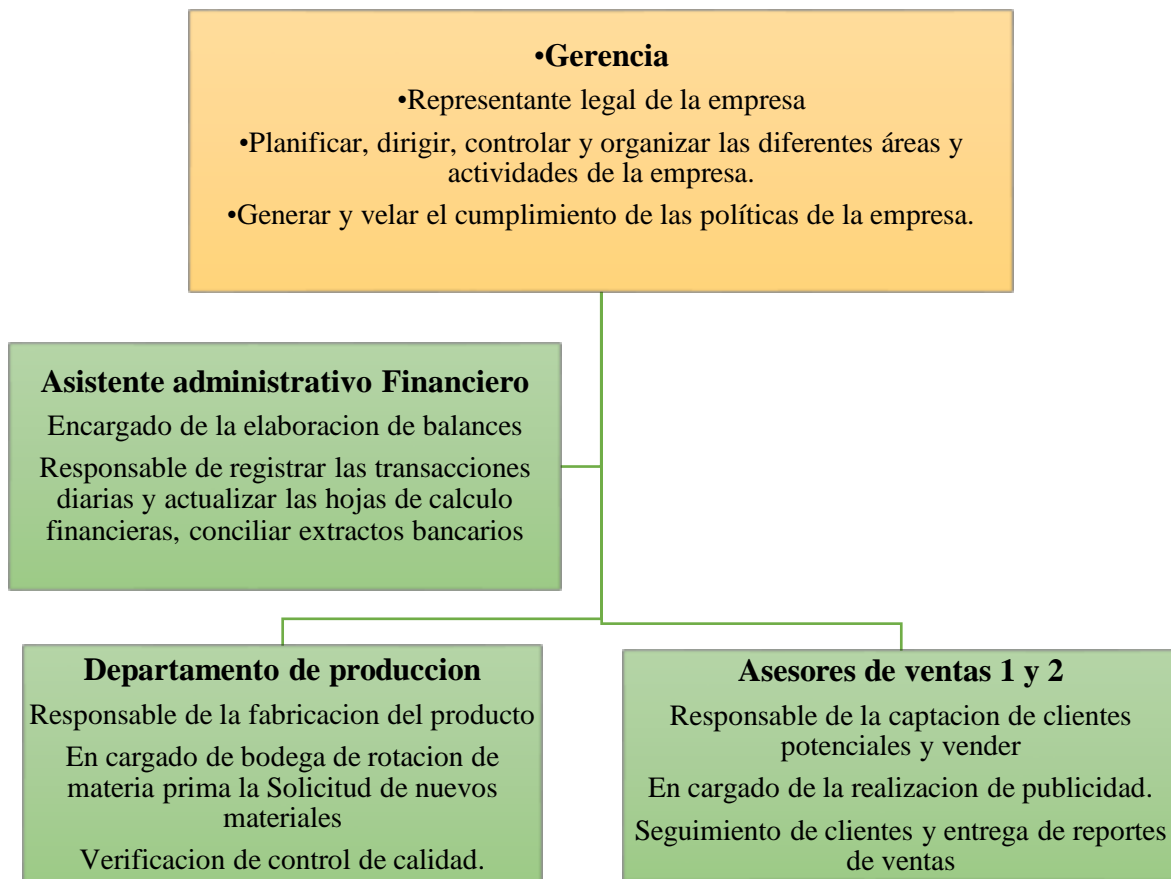 •Gerencia
•Representante legal de la empresa
•Planificar, dirigir, controlar y organizar las diferentes áreas y
actividades de la empresa.
•Generar y velar el cumplimiento de las políticas de la empresa.
Asistente administrativo Financiero
Encargado de la elaboracion de balances
Responsable de registrar las transacciones
diarias y actualizar las hojas de calculo
financieras, conciliar extractos bancarios
Departamento de produccion
Responsable de la fabricacion del producto
En cargado de bodega de rotacion de
materia prima la Solicitud de nuevos
materiales
Verificacion de control de calidad.
Asesores de ventas 1 y 2
Responsable de la captacion de clientes
potenciales y vender
En cargado de la realizacion de publicidad.
Seguimiento de clientes y entrega de reportes
de ventas